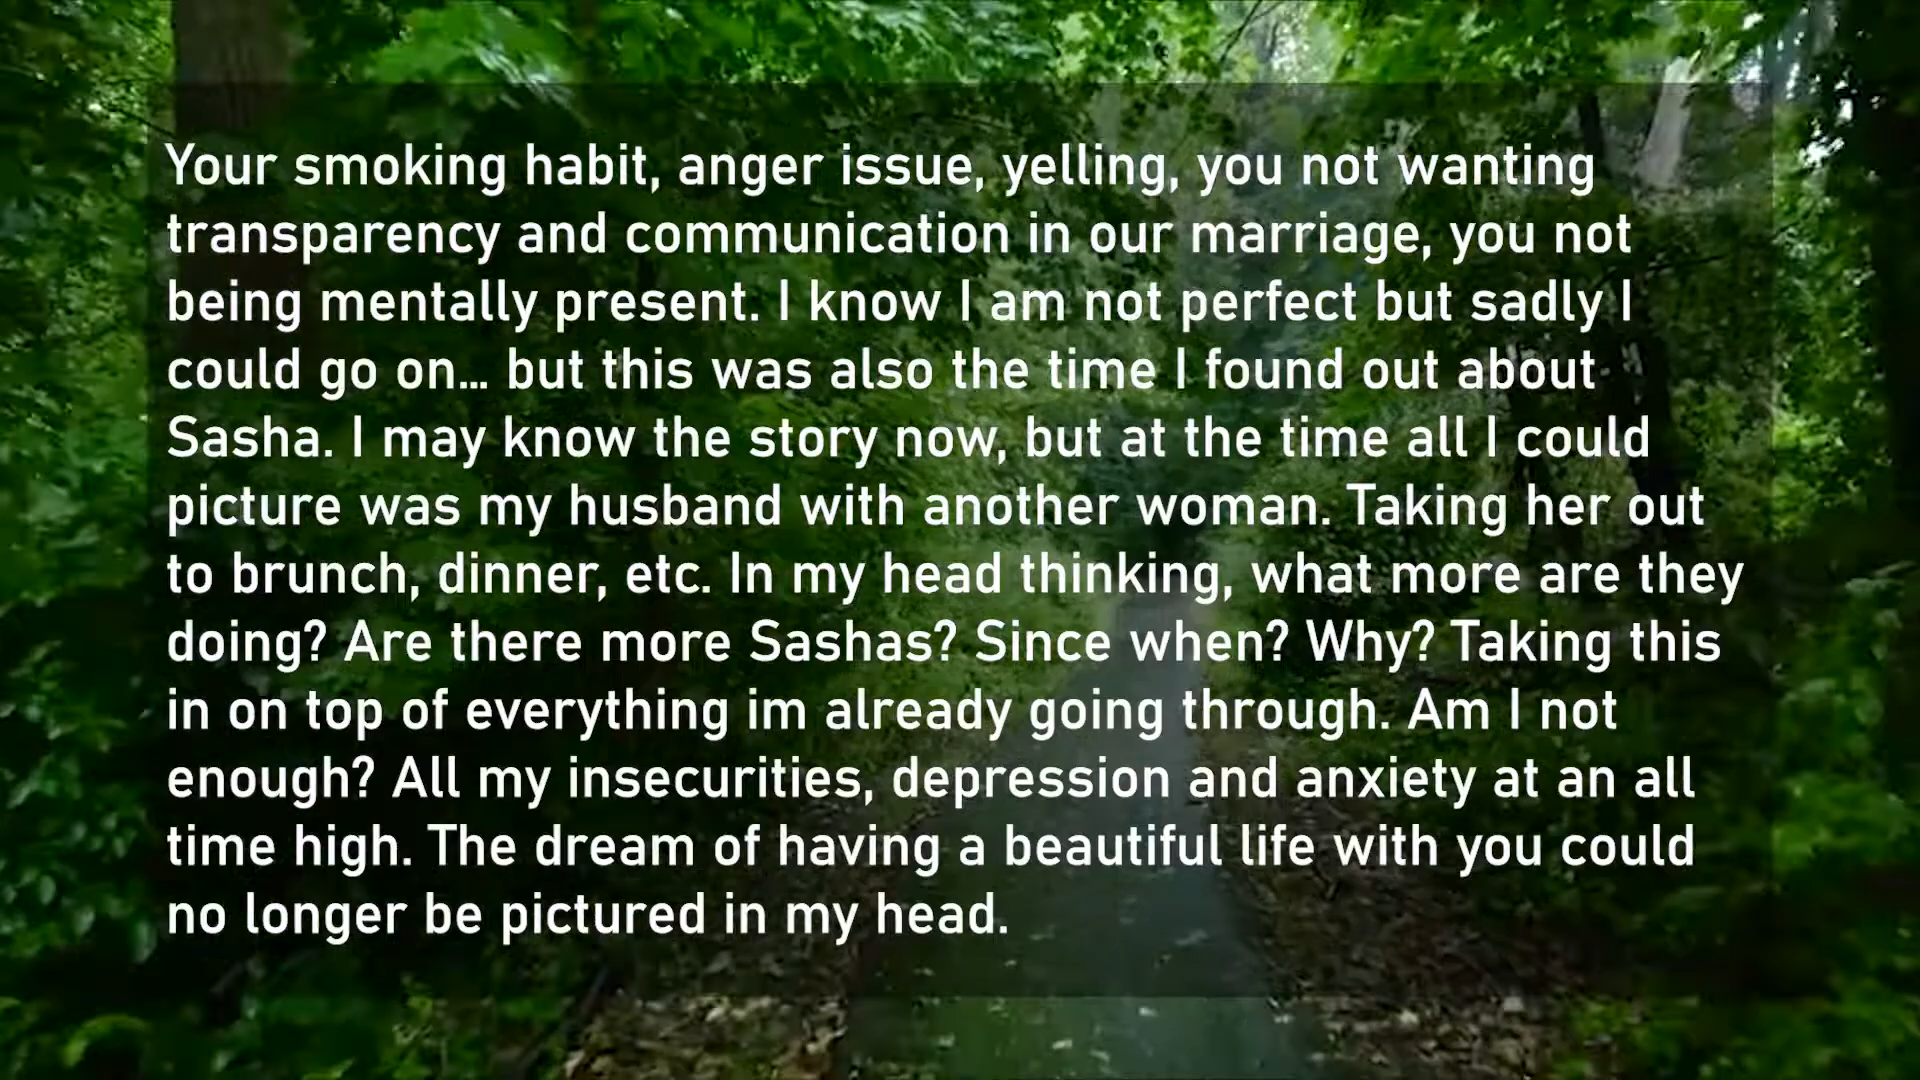 Your smoking habit, anger issue, yelling, you not wanting
transparency and communication in our marriage, you not
being mentally present. I know I am not perfect but sadly I
could go on... but this was also the time I found out about
Sasha. I may know the story now, but at the time all I could
picture was my husband with another woman. Taking her out
to brunch, dinner, etc. In my head thinking, what more are they
doing? Are there more Sashas? Since when? Why? Taking this
in on top of everything im already going through. Am I not
enough? All my insecurities, depression and anxiety at an all
time high. The dream of having a beautiful life with you could
no longer be pictured in my head.